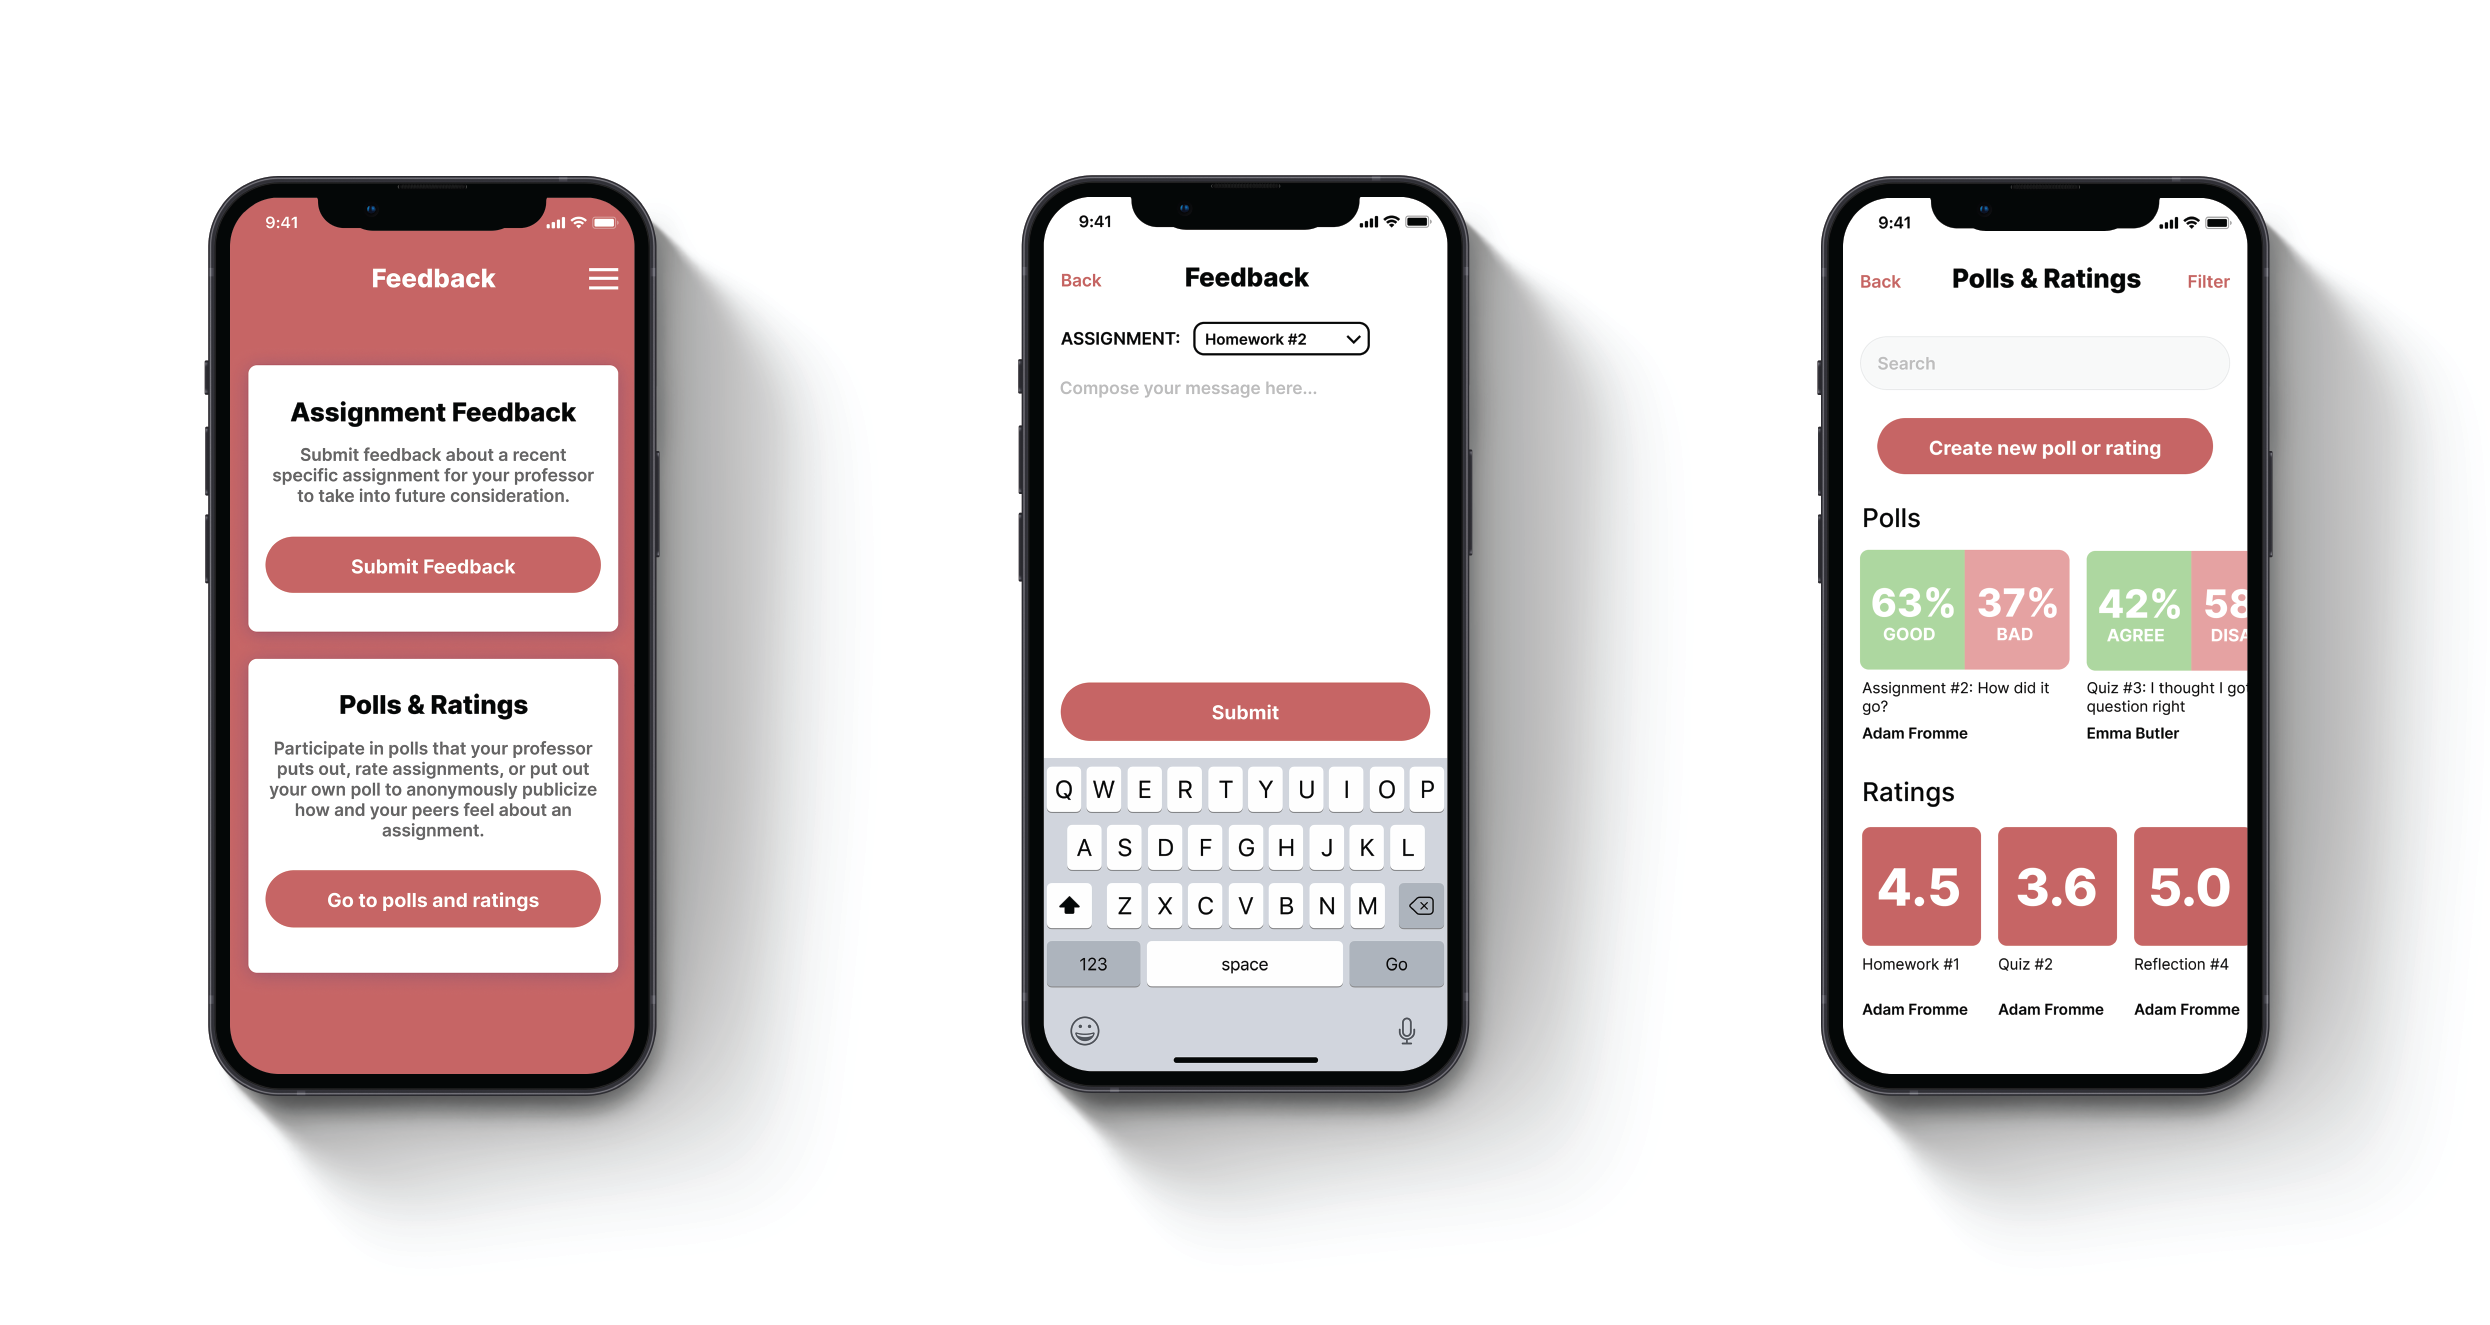 9:41
Feedback
Assignment Feedback
Submit feedback about a recent
specific assignment for your professor
to take into future consideration.
Submit Feedback
Polls & Ratings
Participate in polls that your professor
puts out, rate assignments, or put out
your own poll to anonymously publicize
how and your peers feel about an
assignment.
Go to polls and ratings
9:41
Back
Feedback
ASSIGNMENT:
Homework #2
Compose your message here...
Submit
Q W E R T Y U I O P
A S D F G H J K L
Z X C V B N M
123
space
Go
9:41
Back
Polls & Ratings
Filter
Search
Create new poll or rating
Polls
63%
GOOD
37%
BAD
42%
AGREE
58
DISA
Assignment #2: How did it
go?
Adam Fromme
Quiz #3: I thought I got
question right
Emma Butler
Ratings
4.5
3.6
5.0
Homework #1
Quiz #2
Reflection #4
Adam Fromme
Adam Fromme
Adam Fromme